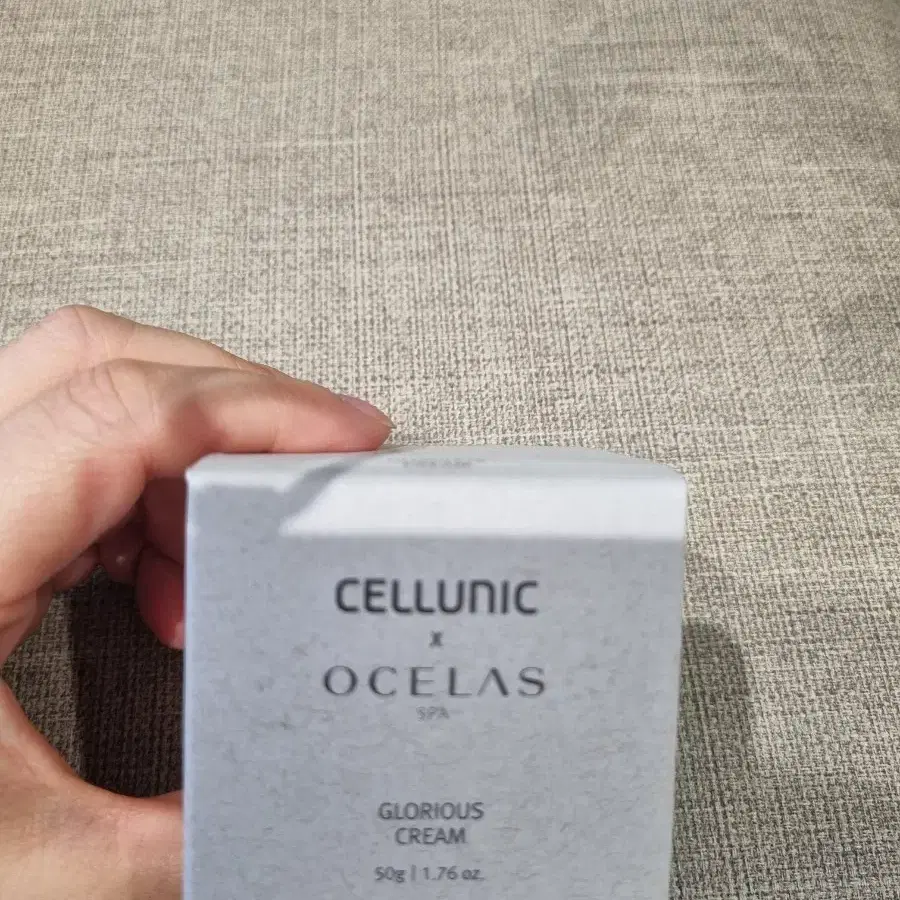 CELLUNIC
x
OCELAS
SPA
GLORIOUS
CREAM
50g | 1.76 oz.